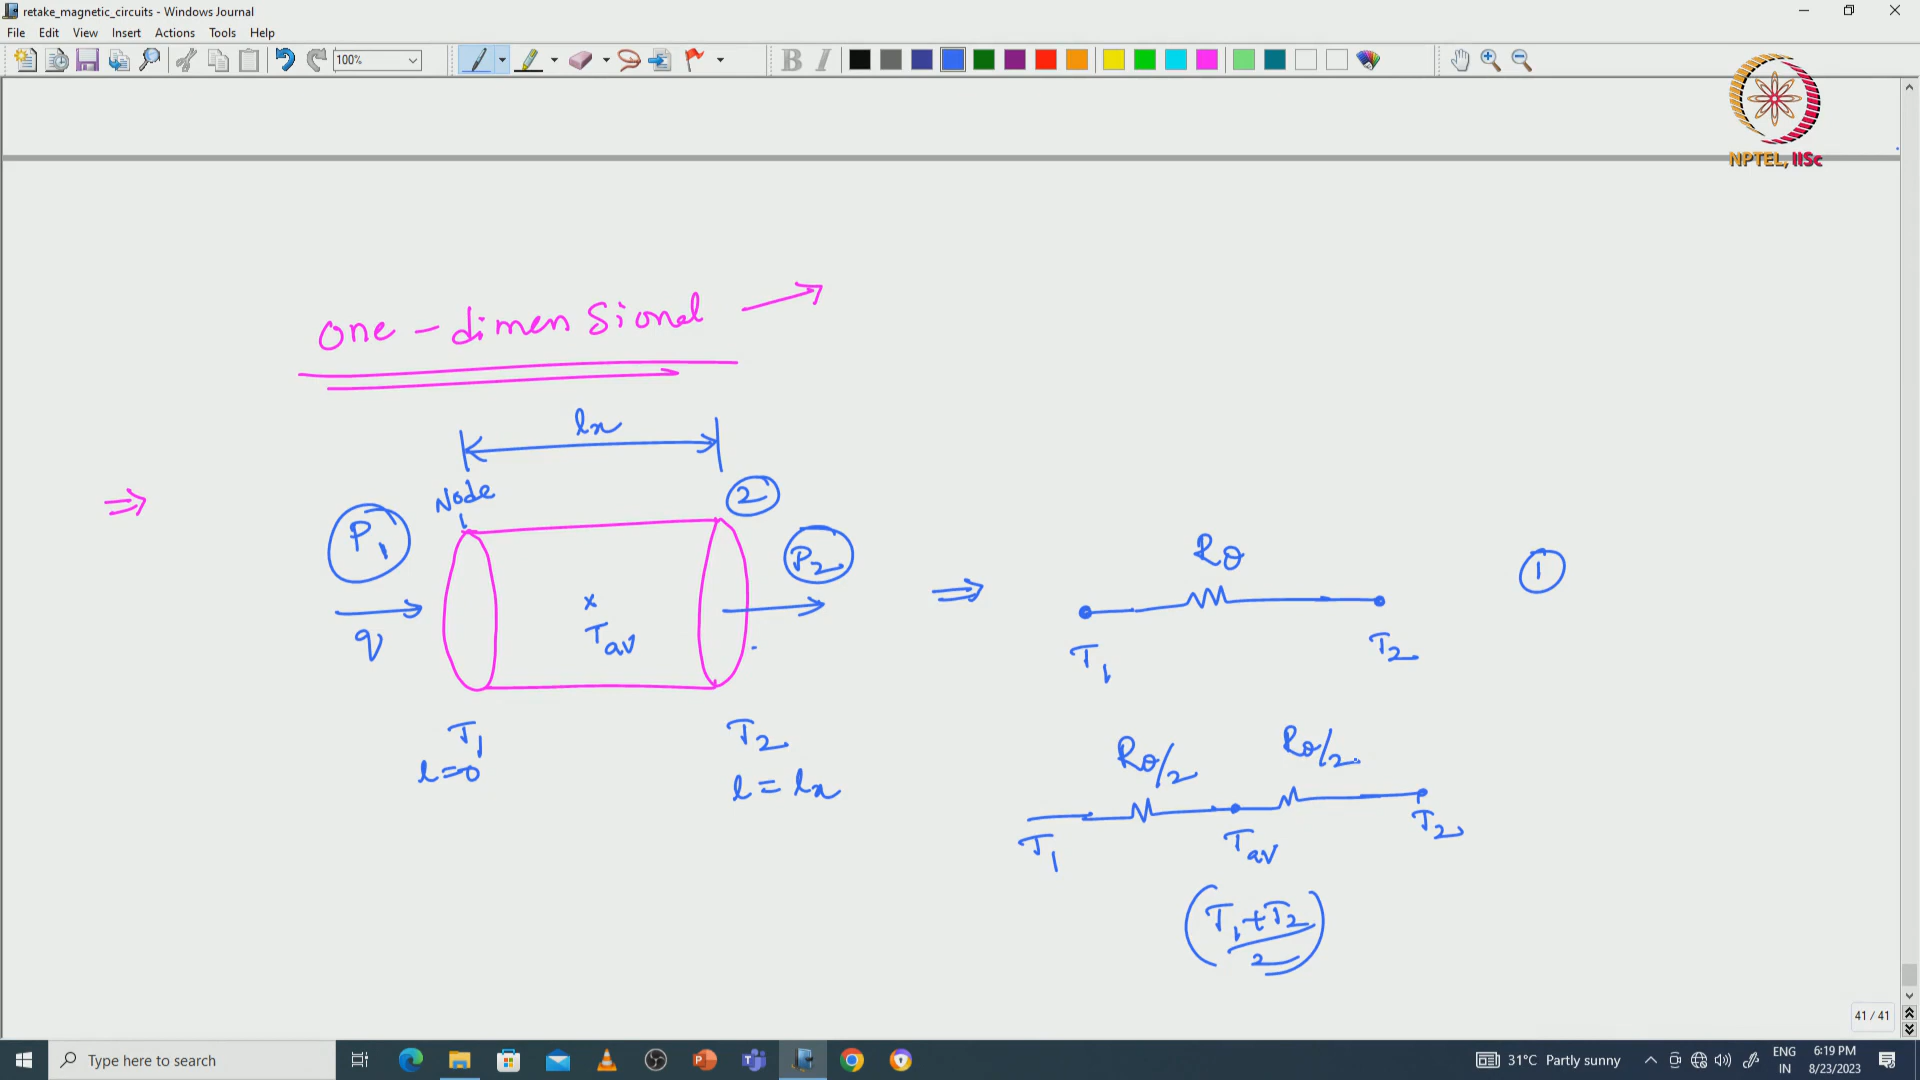 retake_magnetic_circuits - Windows Journal
File Edit View Insert Actions Tools Help
100%
B I
NPTEL, IISc
One-dimensional
lx
Node
1
2
P1
P2
q
x
Tav
T1
l=0
T2
l = lx
Rθ
T1
T2
1
Rθ/2
Rθ/2
T1
Tav
T2
(T1+T2
2)
41 / 41
Type here to search
31°C Partly sunny
ENG
IN
6:19 PM
8/23/2023